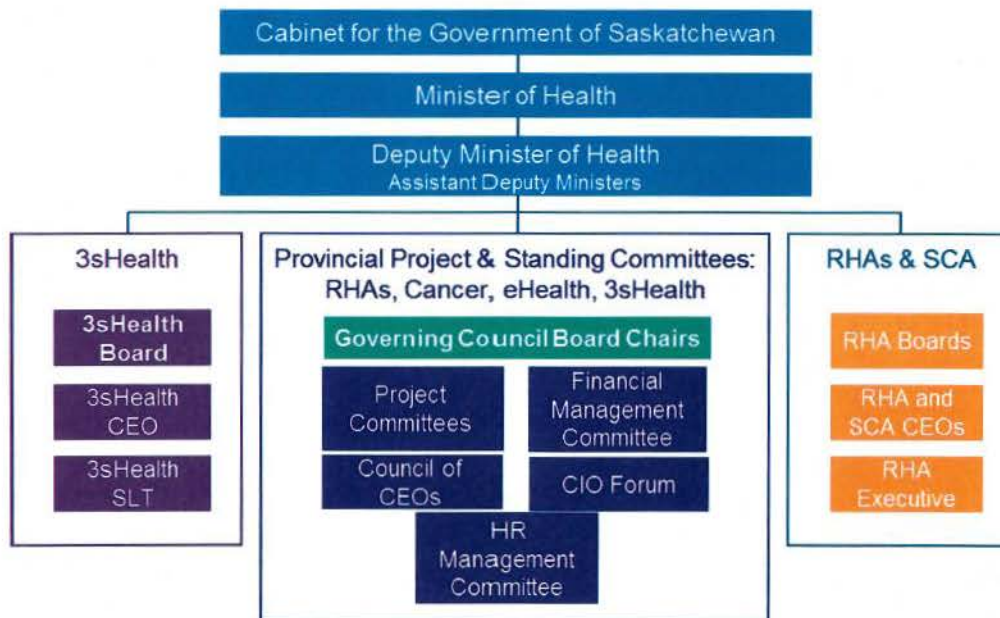 Cabinet for the Government of Saskatchewan
Minister of Health
Deputy Minister of Health
Assistant Deputy Ministers
3sHealth
3sHealth
Board
3sHealth
CEO
3sHealth
SLT
Provincial Project & Standing Committees:
RHAs, Cancer, eHealth, 3sHealth
Governing Council Board Chairs
Project
Committees
Financial
Management
Committee
Council of
CEOs
CIO Forum
HR
Management
Committee
RHAs & SCA
RHA Boards
RHA and
SCA CEOs
RHA
Executive